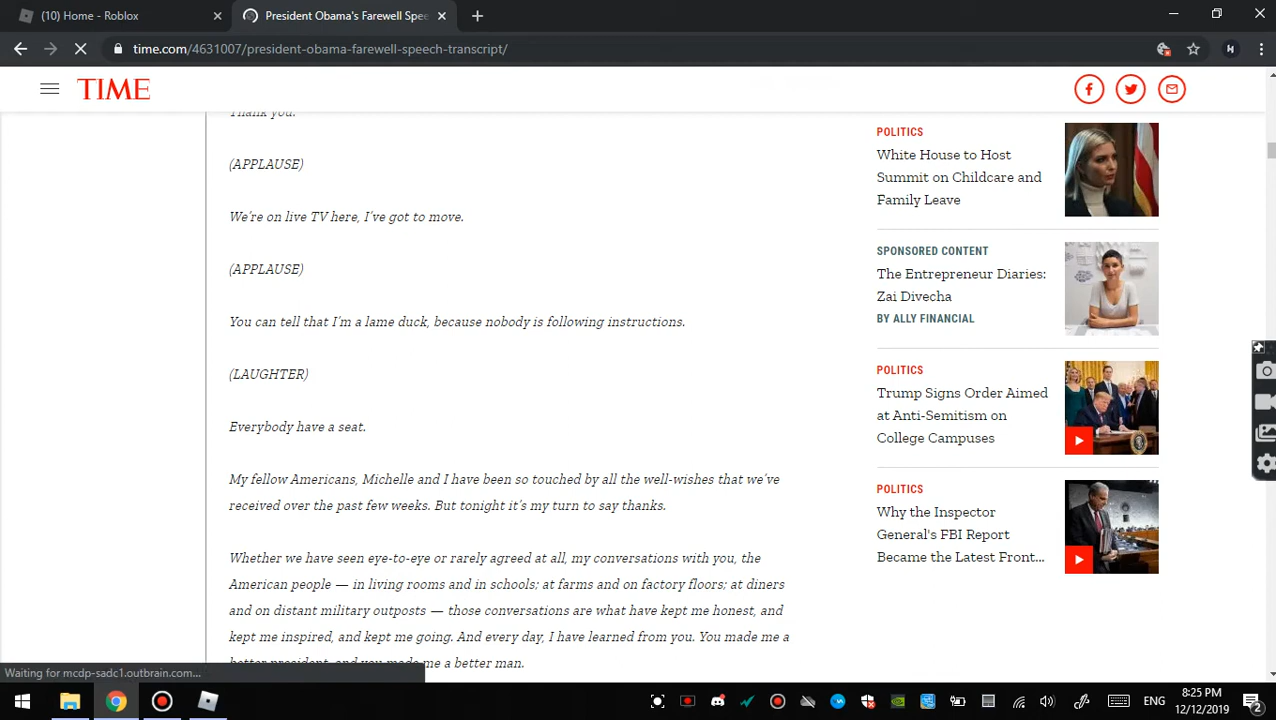 (10) Home - Roblox
President Obama's Farewell Spee
time.com/4631007/president-obama-farewell-speech-transcript/
TIME
Thank you.
(APPLAUSE)
We're on live TV here, I've got to move.
(APPLAUSE)
You can tell that I'm a lame duck, because nobody is following instructions.
(LAUGHTER)
Everybody have a seat.
My fellow Americans, Michelle and I have been so touched by all the well-wishes that we've
received over the past few weeks. But tonight it's my turn to say thanks.
Whether we have seen eye-to-eye or rarely agreed at all, my conversations with you, the
American people — in living rooms and in schools; at farms and on factory floors; at diners
and on distant military outposts — those conversations are what have kept me honest, and
kept me inspired, and kept me going. And every day, I have learned from you. You made me a
better president, and you made me a better man.
POLITICS
White House to Host
Summit on Childcare and
Family Leave
SPONSORED CONTENT
The Entrepreneur Diaries:
Zai Divecha
BY ALLY FINANCIAL
POLITICS
Trump Signs Order Aimed
at Anti-Semitism on
College Campuses
POLITICS
Why the Inspector
General's FBI Report
Became the Latest Front...
Waiting for mcdp-sadc1.outbrain.com...
ENG
8:25 PM
12/12/2019
2